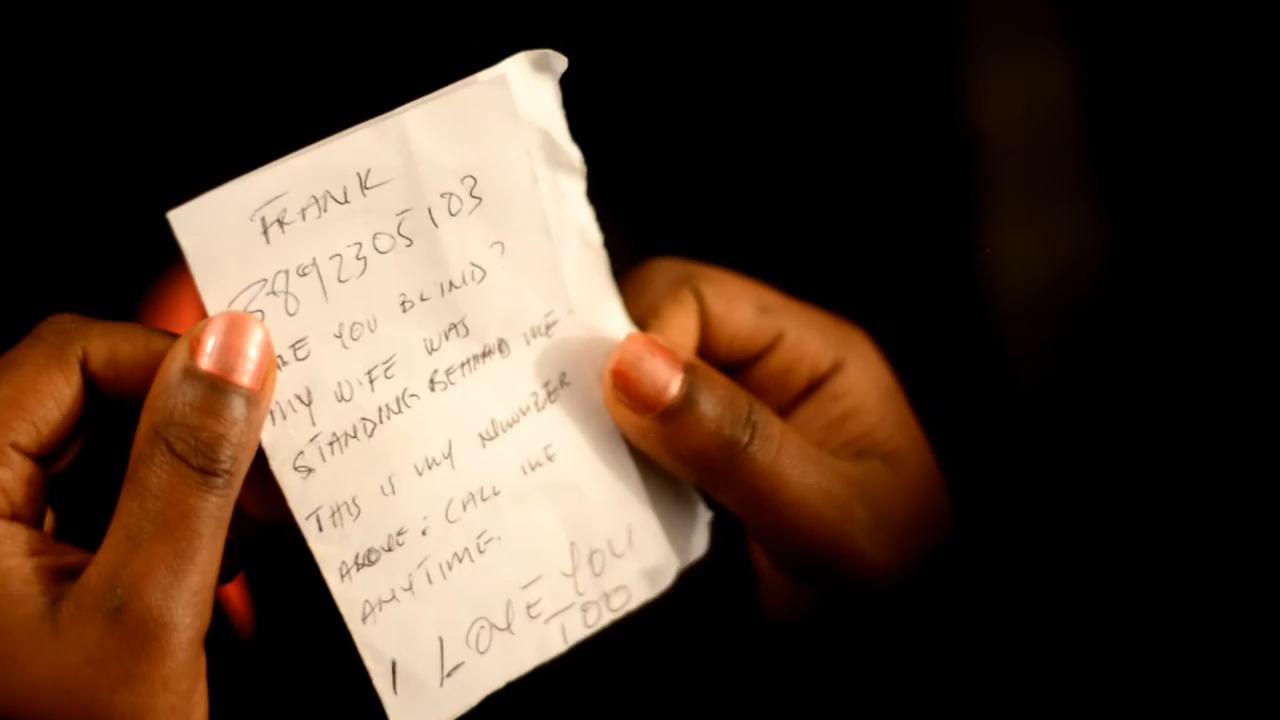 FRANK
3892305103
ARE YOU BLIND?
MY WIFE WAS
STANDING BEHIND ME
THIS IS MY NUMBER
ABOVE: CALL ME
ANYTIME.
I LOVE YOU
TOO